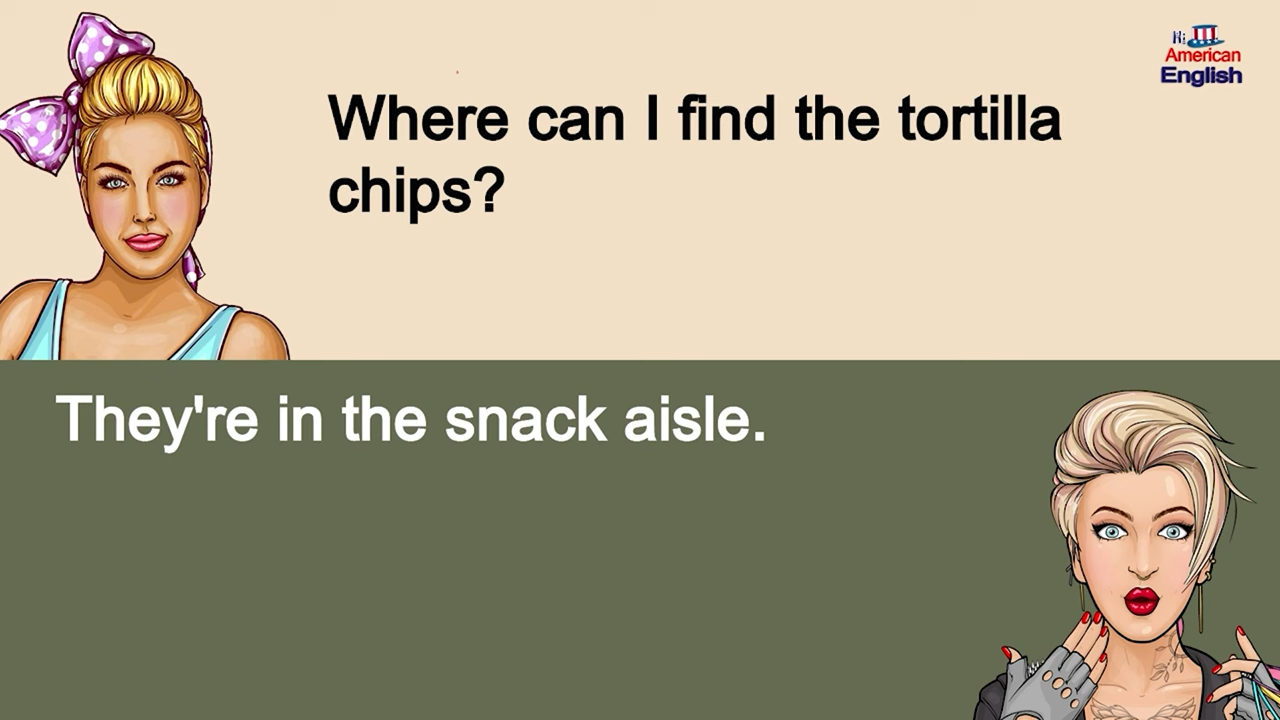 Hi
American
English
Where can I find the tortilla
chips?
They're in the snack aisle.